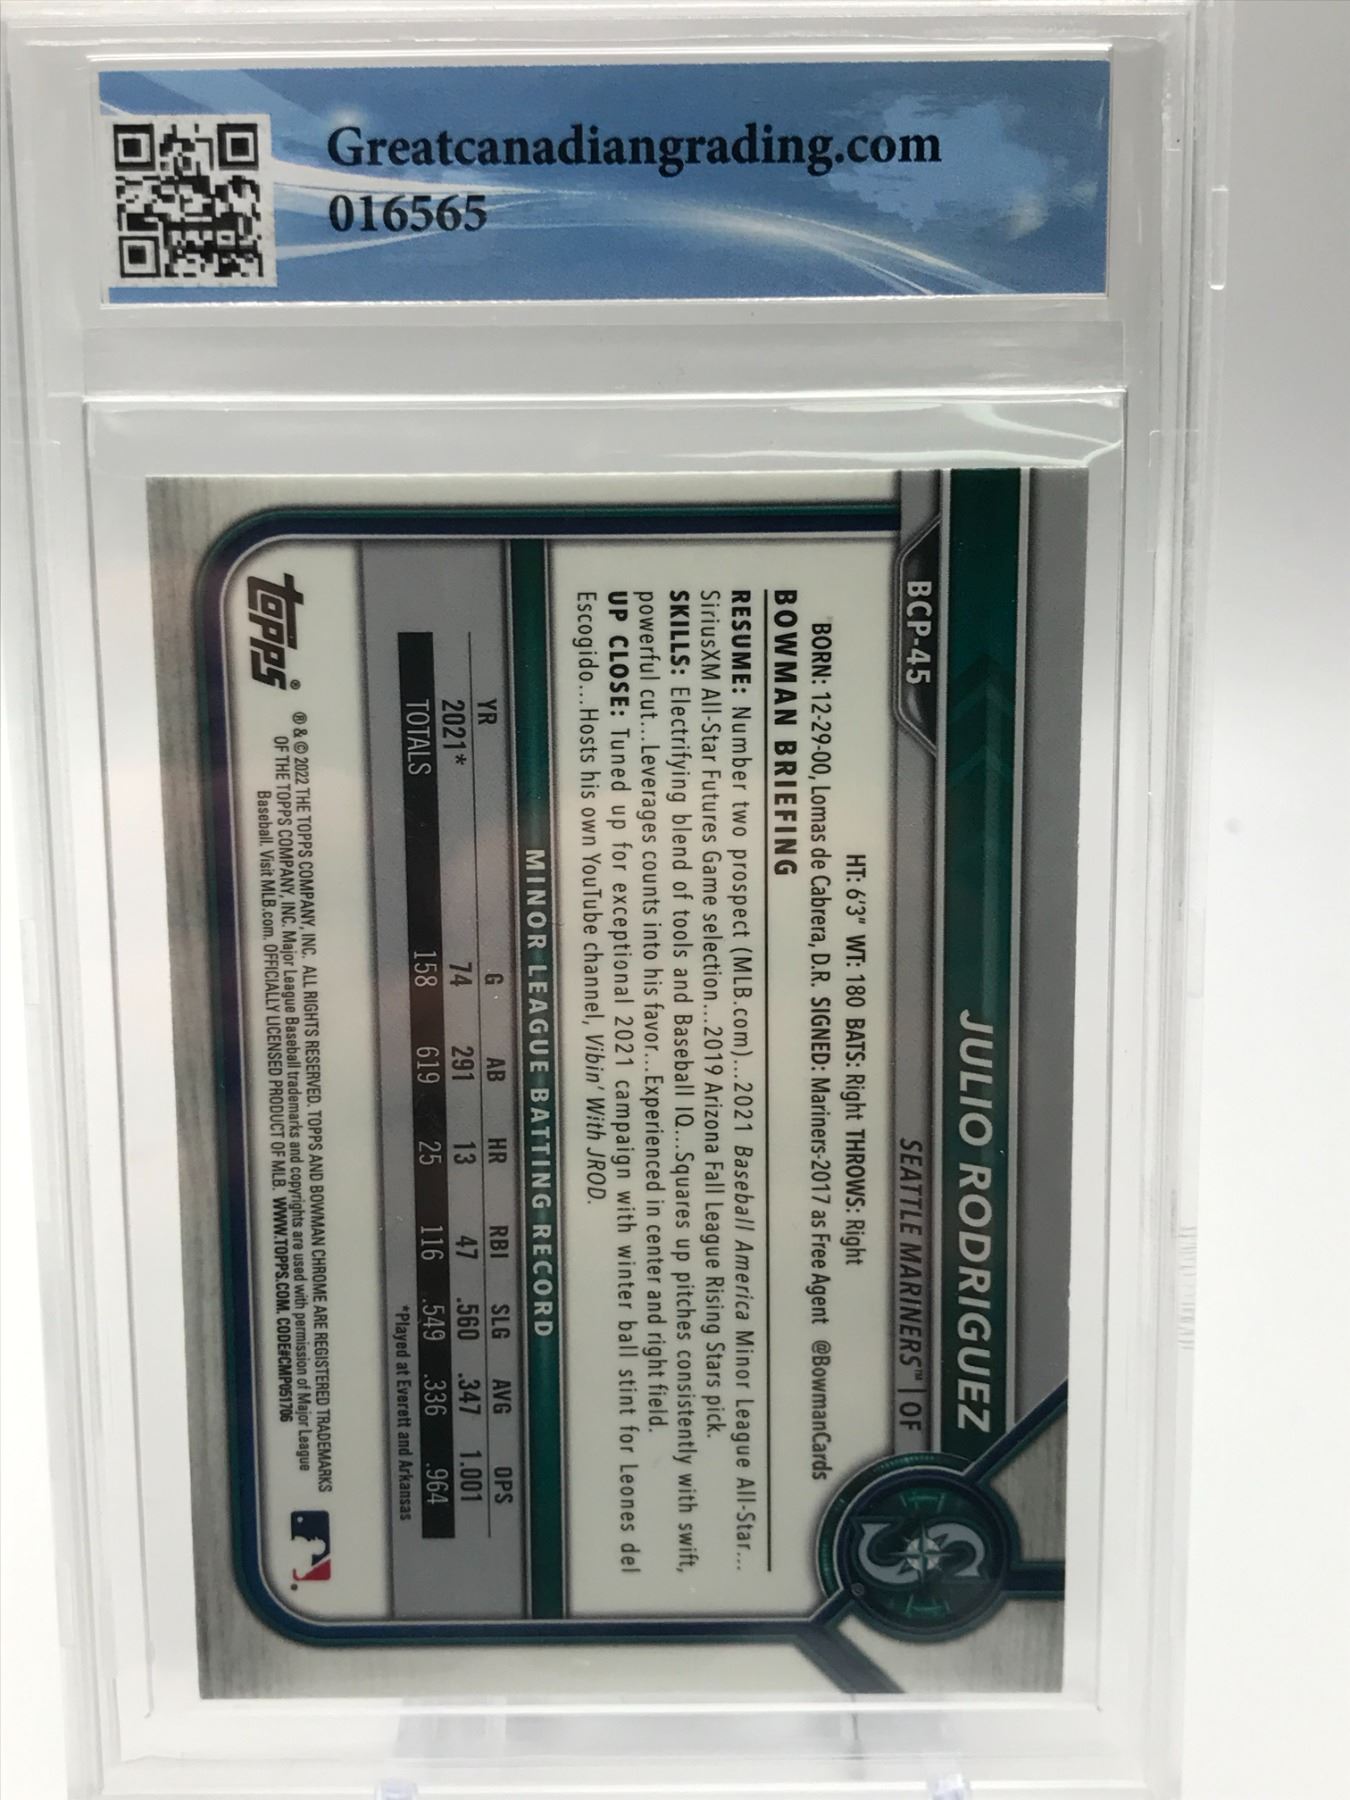 Greatcanadiangrading.com
016565
JULIO RODRIGUEZ
BCP-45
SEATTLE MARINERS™ | OF
HT: 6'3" WT: 180 BATS: Right THROWS: Right
BORN: 12-29-00, Lomas de Cabrera, D.R. SIGNED: Mariners-2017 as Free Agent @BowmanCards
BOWMAN BRIEFING
RESUME: Number two prospect (MLB.com)...2021 Baseball America Minor League All-Star...
SiriusXM All-Star Futures Game selection...2019 Arizona Fall League Rising Stars pick.
SKILLS: Electrifying blend of tools and Baseball IQ...Squares up pitches consistently with swift,
powerful cut...Leverages counts into his favor...Experienced in center and right field.
UP CLOSE: Tuned up for exceptional 2021 campaign with winter ball stint for Leones del
Escogido...Hosts his own YouTube channel, Vibin' With JROD.
MINOR LEAGUE BATTING RECORD
YR G AB HR RBI SLG AVG OPS
2021* 74 291 13 47 .560 .347 1.001
TOTALS 158 619 25 116 .549 .336 .964
*Played at Everett and Arkansas
topps®
® & © 2022 THE TOPPS COMPANY, INC. ALL RIGHTS RESERVED. TOPPS AND BOWMAN CHROME ARE REGISTERED TRADEMARKS
OF THE TOPPS COMPANY, INC. Major League Baseball trademarks and copyrights are used with permission of Major League
Baseball. Visit MLB.com. OFFICIALLY LICENSED PRODUCT OF MLB. WWW.TOPPS.COM. CODE#CMP051706
S